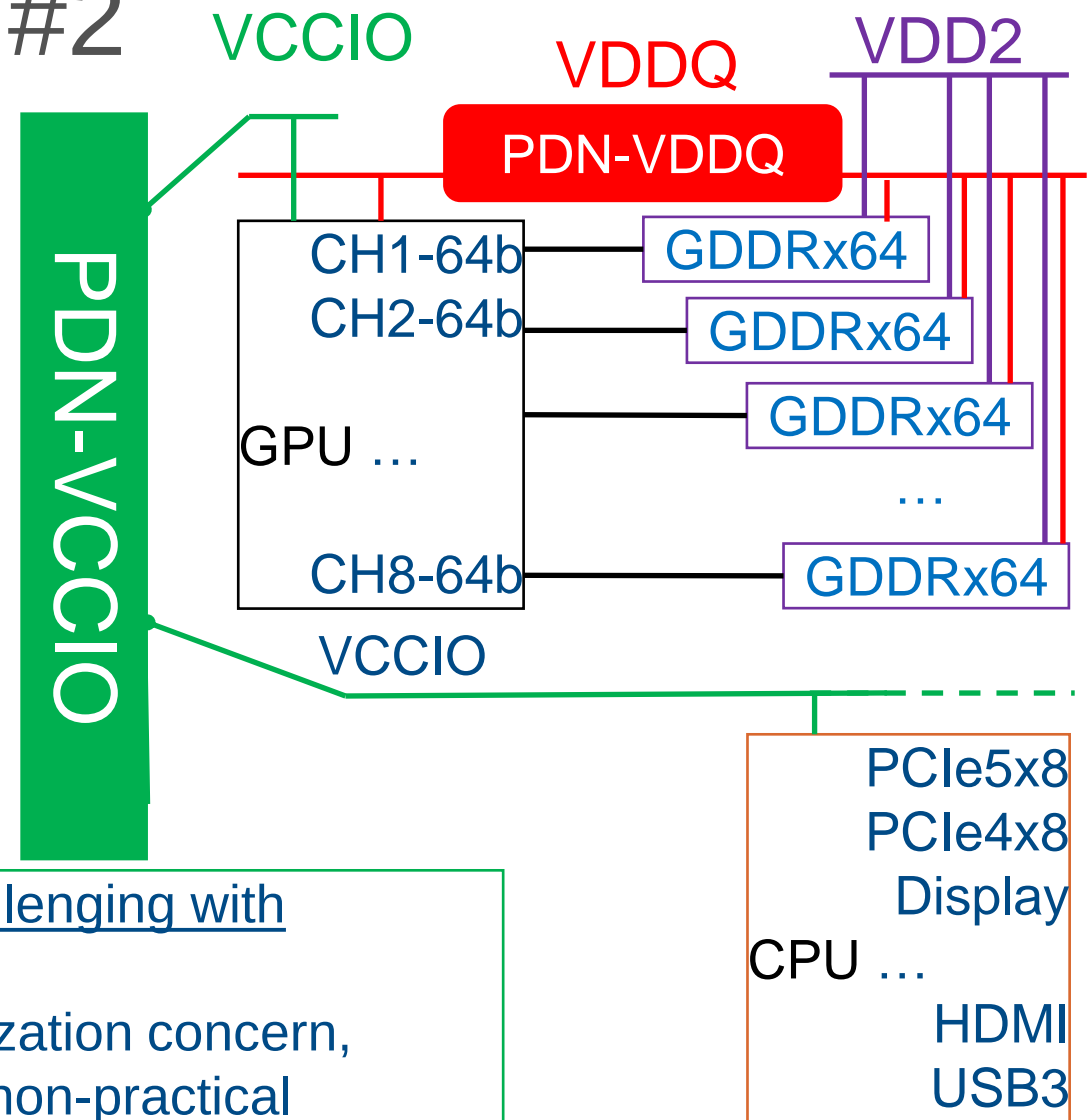 #2
VCCIO
VDDQ
VDD2
PDN-VDDQ
PDN-VCCIO
CH1-64b
GDDRx64
CH2-64b
GDDRx64
GDDRx64
GPU …
…
CH8-64b
GDDRx64
VCCIO
PCIe5x8
PCIe4x8
Display
CPU …
HDMI
USB3
lenging with
zation concern,
non-practical